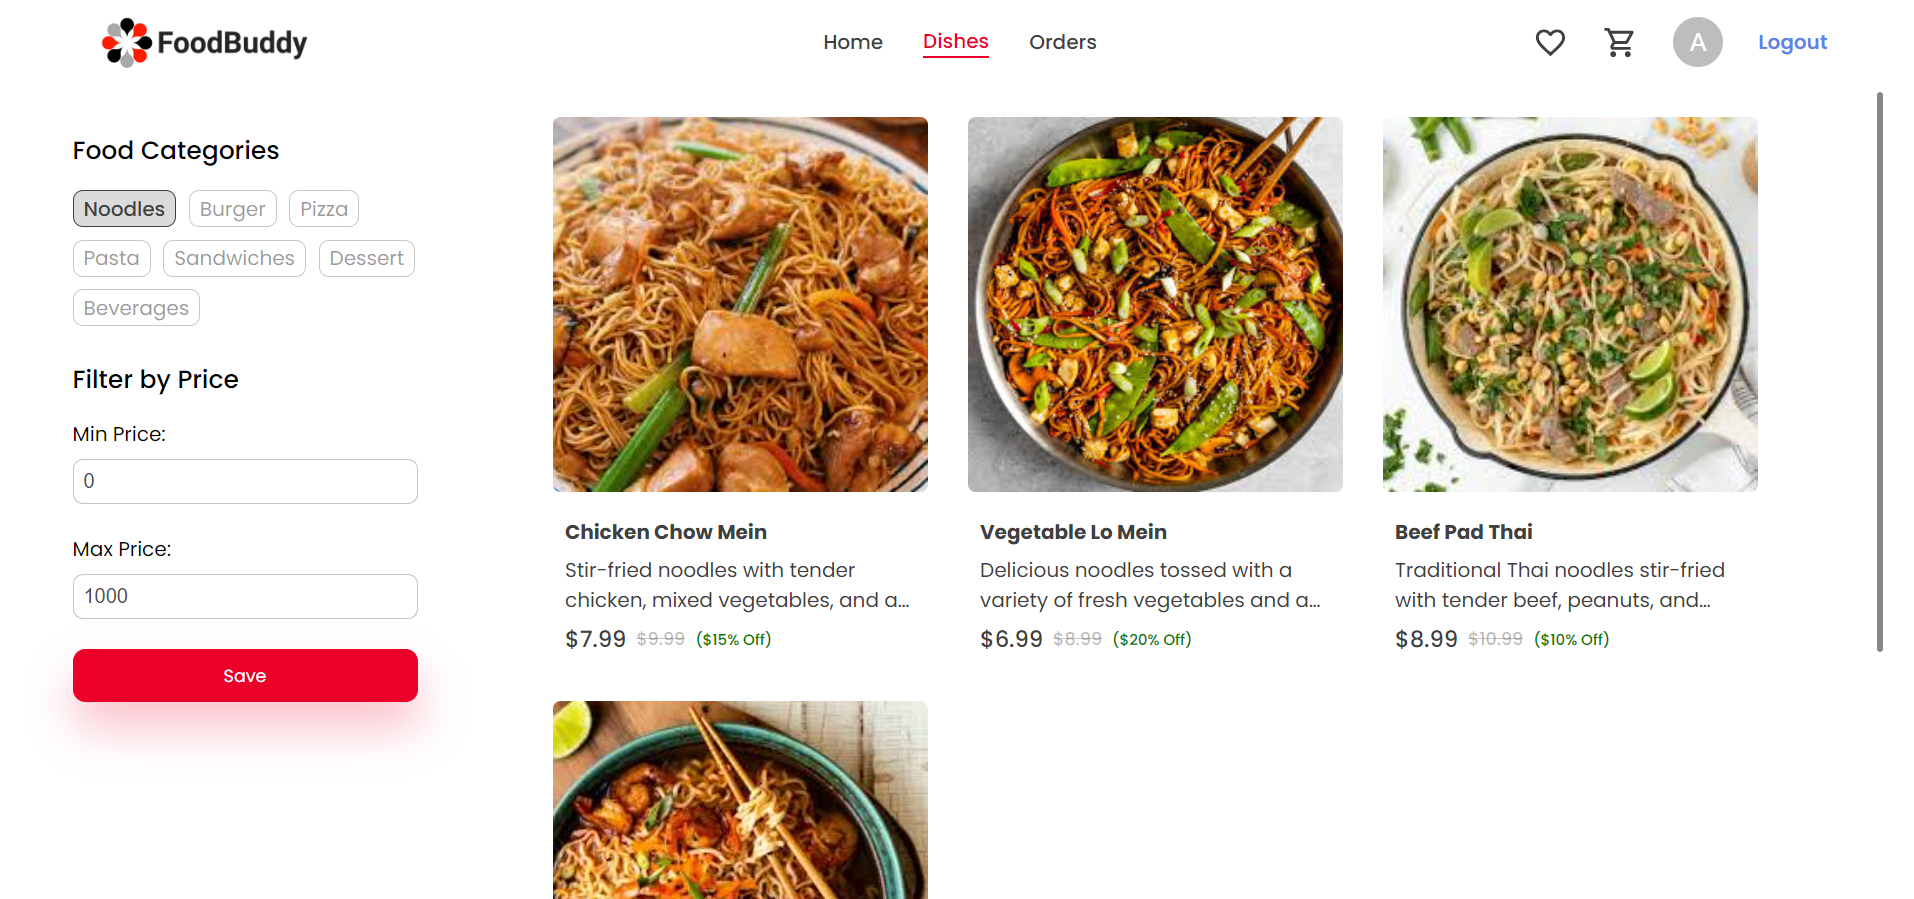 FoodBuddy
Home Dishes Orders
A Logout
Food Categories
Noodles Burger Pizza
Pasta Sandwiches Dessert
Beverages
Filter by Price
Min Price:
0
Max Price:
1000
Save
Chicken Chow Mein
Stir-fried noodles with tender
chicken, mixed vegetables, and a...
$7.99 $9.99 ($15% Off)
Vegetable Lo Mein
Delicious noodles tossed with a
variety of fresh vegetables and a...
$6.99 $8.99 ($20% Off)
Beef Pad Thai
Traditional Thai noodles stir-fried
with tender beef, peanuts, and...
$8.99 $10.99 ($10% Off)